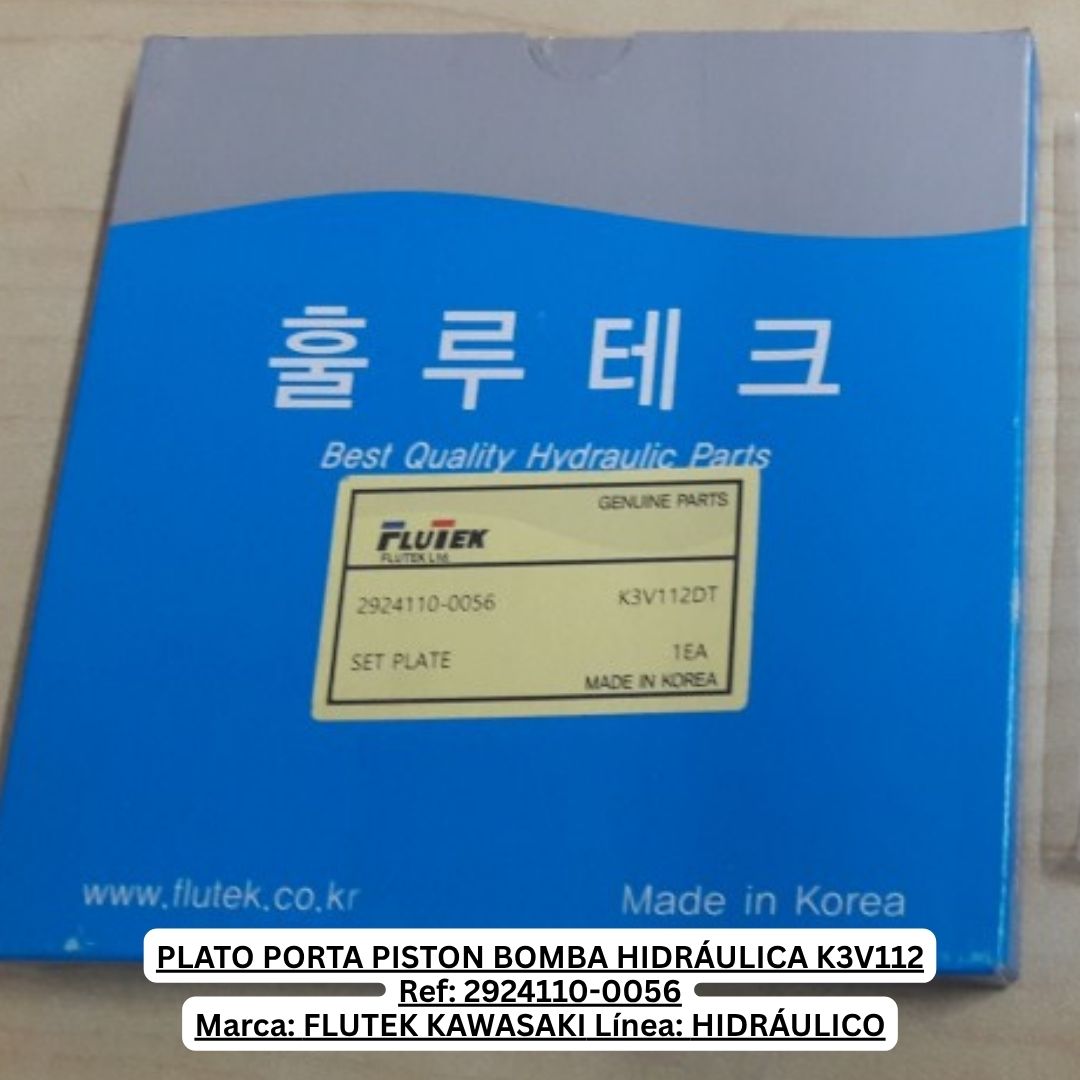 훌루테크
Best Quality Hydraulic Parts
GENUINE PARTS
FLUTEK
FLUTEK Ltd.
2924110-0056 K3V112DT
SET PLATE 1EA
MADE IN KOREA
www.flutek.co.kr Made in Korea
PLATO PORTA PISTON BOMBA HIDRÁULICA K3V112
Ref: 2924110-0056
Marca: FLUTEK KAWASAKI Línea: HIDRÁULICO